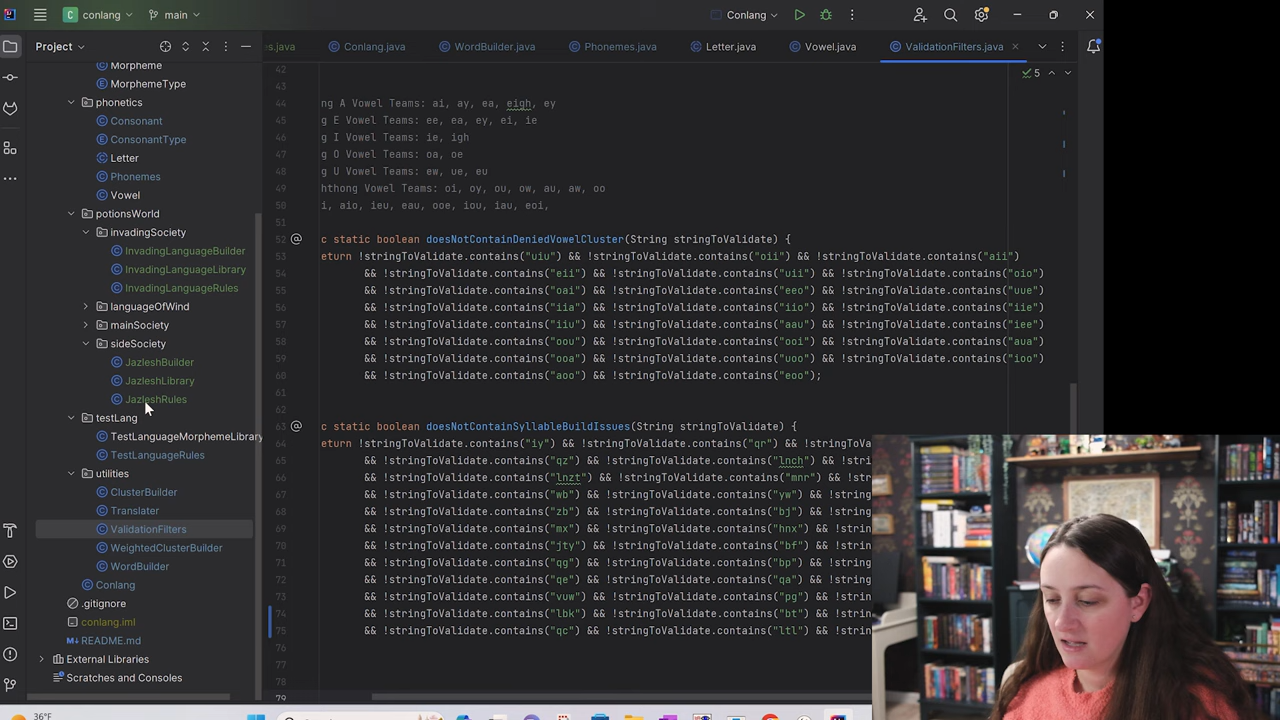 conlang
main
Conlang
Project
s.java
Conlang.java
WordBuilder.java
Phonemes.java
Letter.java
Vowel.java
ValidationFilters.java
Morpheme
MorphemeType
phonetics
Consonant
ConsonantType
Letter
Phonemes
Vowel
potionsWorld
InvadingSociety
InvadingLanguageBuilder
InvadingLanguageLibrary
InvadingLanguageRules
languageOfWind
mainSociety
sideSociety
JazleshBuilder
JazleshLibrary
JazleshRules
testLang
TestLanguageMorphemeLibrary
TestLanguageRules
utilities
ClusterBuilder
Translater
ValidationFilters
WeightedClusterBuilder
WordBuilder
Conlang
.gitignore
conlang.iml
README.md
External Libraries
Scratches and Consoles
5
42
43
44 ng A Vowel Teams: ai, ay, ea, eigh, ey
45 g E Vowel Teams: ee, ea, ey, ei, ie
46 g I Vowel Teams: ie, igh
47 g O Vowel Teams: oa, oe
48 g U Vowel Teams: ew, ue, eu
49 hthong Vowel Teams: oi, oy, ou, ow, au, aw, oo
50 i, aio, ieu, eau, ooe, iou, iau, eoi,
51
52 c static boolean doesNotContainDeniedVowelCluster(String stringToValidate) {
53 eturn !stringToValidate.contains("uiu") && !stringToValidate.contains("oii") && !stringToValidate.contains("aii")
54 && !stringToValidate.contains("eii") && !stringToValidate.contains("uii") && !stringToValidate.contains("oio")
55 && !stringToValidate.contains("oai") && !stringToValidate.contains("eeo") && !stringToValidate.contains("uue")
56 && !stringToValidate.contains("iia") && !stringToValidate.contains("iio") && !stringToValidate.contains("iie")
57 && !stringToValidate.contains("iiu") && !stringToValidate.contains("aau") && !stringToValidate.contains("iee")
58 && !stringToValidate.contains("oou") && !stringToValidate.contains("ooi") && !stringToValidate.contains("aua")
59 && !stringToValidate.contains("ooa") && !stringToValidate.contains("uoo") && !stringToValidate.contains("ioo")
60 && !stringToValidate.contains("aoo") && !stringToValidate.contains("eoo");
61
62
63 c static boolean doesNotContainSyllableBuildIssues(String stringToValidate) {
64 eturn !stringToValidate.contains("iy") && !stringToValidate.contains("qr") && !stringToVa
65 && !stringToValidate.contains("qz") && !stringToValidate.contains("lnch") && !stri
66 && !stringToValidate.contains("lnzt") && !stringToValidate.contains("mnr") && !str
67 && !stringToValidate.contains("wb") && !stringToValidate.contains("yw") && !string
68 && !stringToValidate.contains("zb") && !stringToValidate.contains("bj") && !string
69 && !stringToValidate.contains("mx") && !stringToValidate.contains("hnx") && !strin
70 && !stringToValidate.contains("jty") && !stringToValidate.contains("bf") && !strin
71 && !stringToValidate.contains("qg") && !stringToValidate.contains("bp") && !string
72 && !stringToValidate.contains("qe") && !stringToValidate.contains("qa") && !string
73 && !stringToValidate.contains("vuw") && !stringToValidate.contains("pg") && !strin
74 && !stringToValidate.contains("lbk") && !stringToValidate.contains("bt") && !strin
75 && !stringToValidate.contains("qc") && !stringToValidate.contains("ltl") && !strin
76
77
78
79
36°F